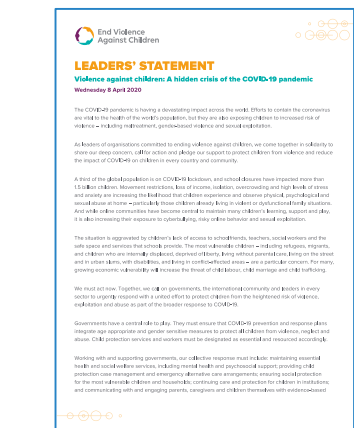 End Violence
Against Children
LEADERS' STATEMENT
Violence against children: A hidden crisis of the COVID-19 pandemic
Wednesday 8 April 2020
The COVID-19 pandemic is having a devastating impact across the world. Efforts to contain the coronavirus
are vital to the health of the world's population, but they are also exposing children to increased risk of
violence – including maltreatment, gender-based violence and sexual exploitation.
As leaders of organisations committed to ending violence against children, we come together in solidarity to
share our deep concern, call for action and pledge our support to protect children from violence and reduce
the impact of COVID-19 on children in every country and community.
A third of the global population is on COVID-19 lockdown, and school closures have impacted more than
1.5 billion children. Movement restrictions, loss of income, isolation, overcrowding and high levels of stress
and anxiety are increasing the likelihood that children experience and observe physical, psychological and
sexual abuse at home – particularly those children already living in violent or dysfunctional family situations.
And while online communities have become central to maintain many children's learning, support and play,
it is also increasing their exposure to cyberbullying, risky online behavior and sexual exploitation.
The situation is aggravated by children's lack of access to schoolfriends, teachers, social workers and the
safe space and services that schools provide. The most vulnerable children – including refugees, migrants,
and children who are internally displaced, deprived of liberty, living without parental care, living on the street
and in urban slums, with disabilities, and living in conflict-affected areas – are a particular concern. For many,
growing economic vulnerability will increase the threat of child labour, child marriage and child trafficking.
We must act now. Together, we call on governments, the international community and leaders in every
sector to urgently respond with a united effort to protect children from the heightened risk of violence,
exploitation and abuse as part of the broader response to COVID-19.
Governments have a central role to play. They must ensure that COVID-19 prevention and response plans
integrate age appropriate and gender sensitive measures to protect all children from violence, neglect and
abuse. Child protection services and workers must be designated as essential and resourced accordingly.
Working with and supporting governments, our collective response must include: maintaining essential
health and social welfare services, including mental health and psychosocial support; providing child
protection case management and emergency alternative care arrangements; ensuring social protection
for the most vulnerable children and households; continuing care and protection for children in institutions;
and communicating with and engaging parents, caregivers and children themselves with evidence-based